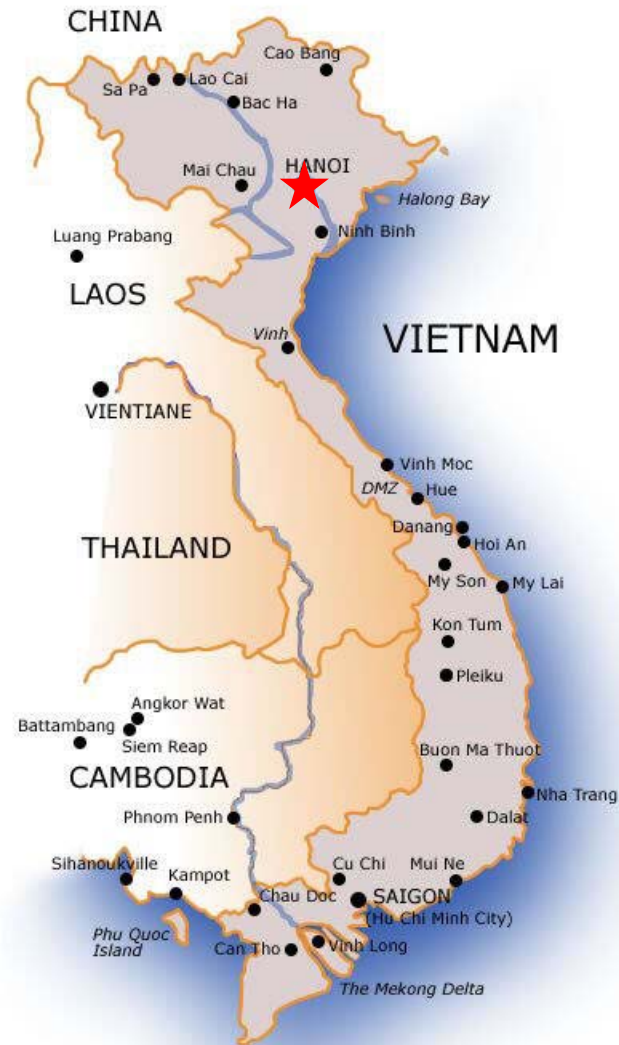 CHINA
Cao Bang
Sa Pa
Lao Cai
Bac Ha
HANOI
Mai Chau
Halong Bay
Luang Prabang
Ninh Binh
LAOS
Vinh
VIETNAM
VIENTIANE
Vinh Moc
DMZ
Hue
Danang
Hoi An
THAILAND
My Son
My Lai
Kon Tum
Pleiku
Angkor Wat
Battambang
Siem Reap
Buon Ma Thuot
CAMBODIA
Nha Trang
Phnom Penh
Dalat
Sihanoukville
Kampot
Cu Chi
Mui Ne
Chau Doc
SAIGON
(Hu Chi Minh City)
Phu Quoc
Island
Can Tho
Vinh Long
The Mekong Delta